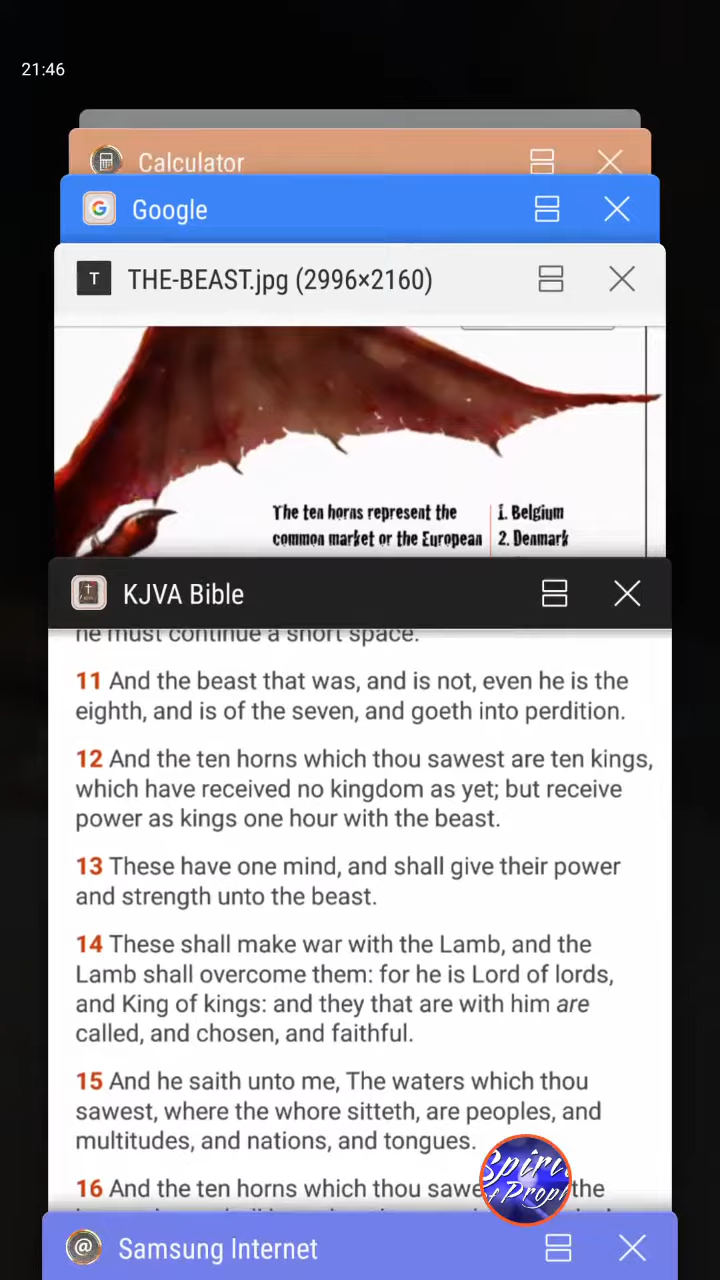 21:46
Calculator
Google
T THE-BEAST.jpg (2996×2160)
The ten horns represent the
common market or the European
1. Belgium
2. Denmark
KJVA Bible
he must continue a short space.
11 And the beast that was, and is not, even he is the
eighth, and is of the seven, and goeth into perdition.
12 And the ten horns which thou sawest are ten kings,
which have received no kingdom as yet; but receive
power as kings one hour with the beast.
13 These have one mind, and shall give their power
and strength unto the beast.
14 These shall make war with the Lamb, and the
Lamb shall overcome them: for he is Lord of lords,
and King of kings: and they that are with him are
called, and chosen, and faithful.
15 And he saith unto me, The waters which thou
sawest, where the whore sitteth, are peoples, and
multitudes, and nations, and tongues.
16 And the ten horns which thou sawe the
Spiri
f Proph
Samsung Internet